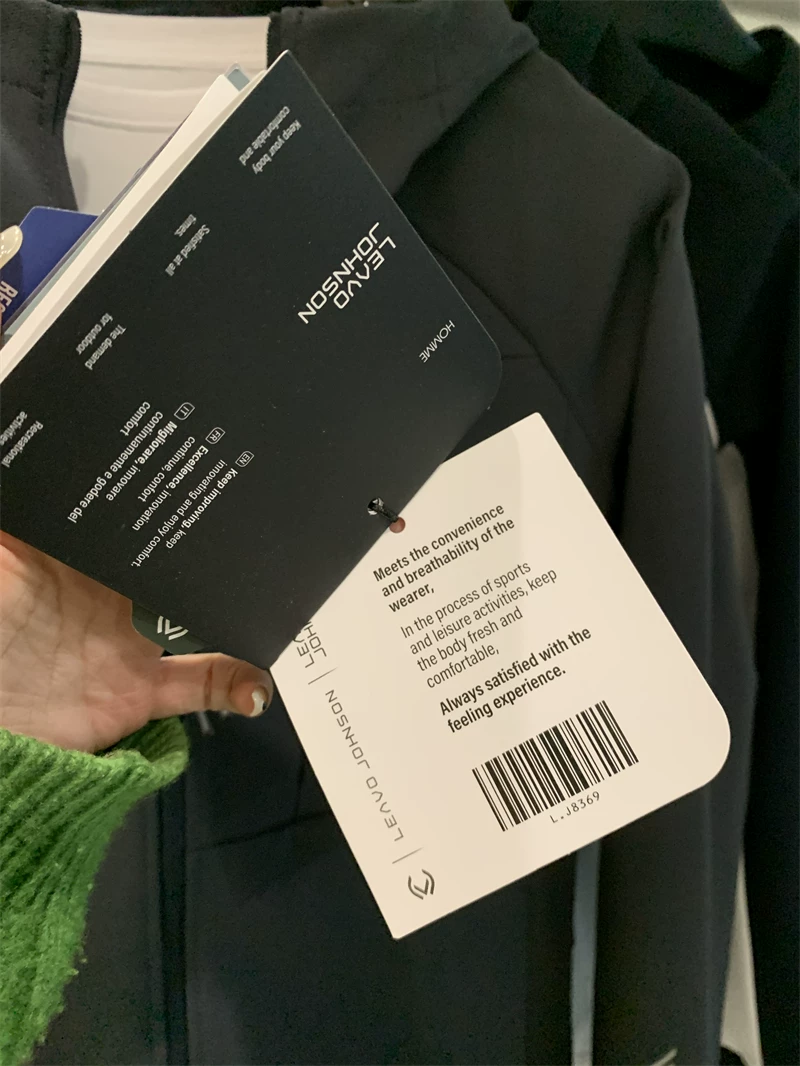 Keep your body
comfortable and
Satisfied at all
times.
The demand
for outdoor
Recreational
activities
LEAVO
JOHNSON
HOMME
EN
Keep improving, keep
innovating and enjoy comfort.
FR
Excellence, innovation
continue, confort
IT
Migliorare, innovare
continuamente e godere del
comfort
Meets the convenience
and breathability of the
wearer,
In the process of sports
and leisure activities, keep
the body fresh and
comfortable,
Always satisfied with the
feeling experience.
L.J8369
LEAVO JOHNSON